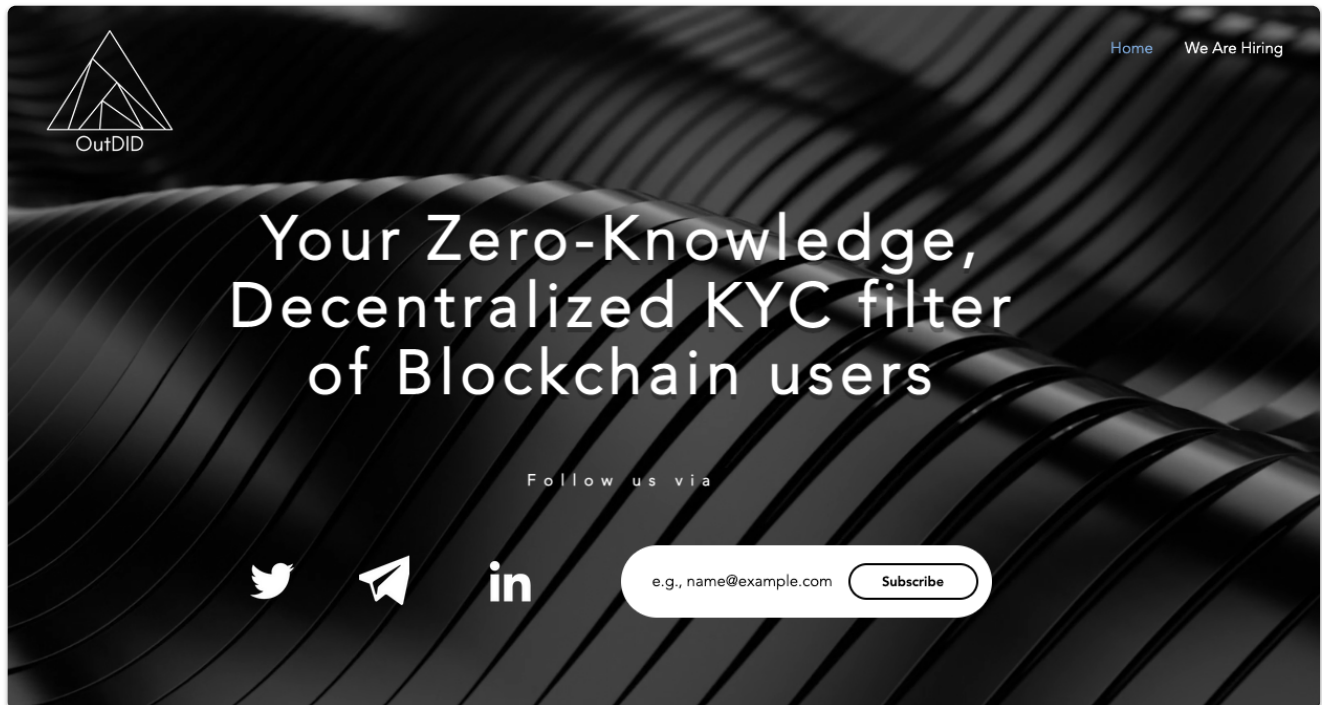 OutDID
Home
We Are Hiring
Your Zero-Knowledge,
Decentralized KYC filter
of Blockchain users
Follow us via
in
e.g., name@example.com
Subscribe